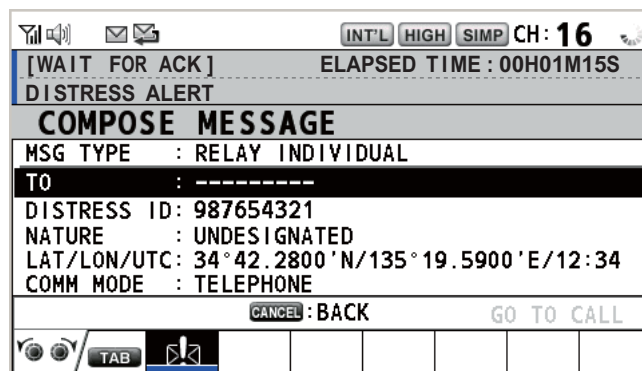 INT'L HIGH SIMP CH: 16
[WAIT FOR ACK] ELAPSED TIME : 00H01M15S
DISTRESS ALERT
COMPOSE MESSAGE
MSG TYPE : RELAY INDIVIDUAL
TO : ---------
DISTRESS ID: 987654321
NATURE : UNDESIGNATED
LAT/LON/UTC: 34°42.2800'N/135°19.5900'E/12:34
COMM MODE : TELEPHONE
CANCEL : BACK GO TO CALL
/ TAB